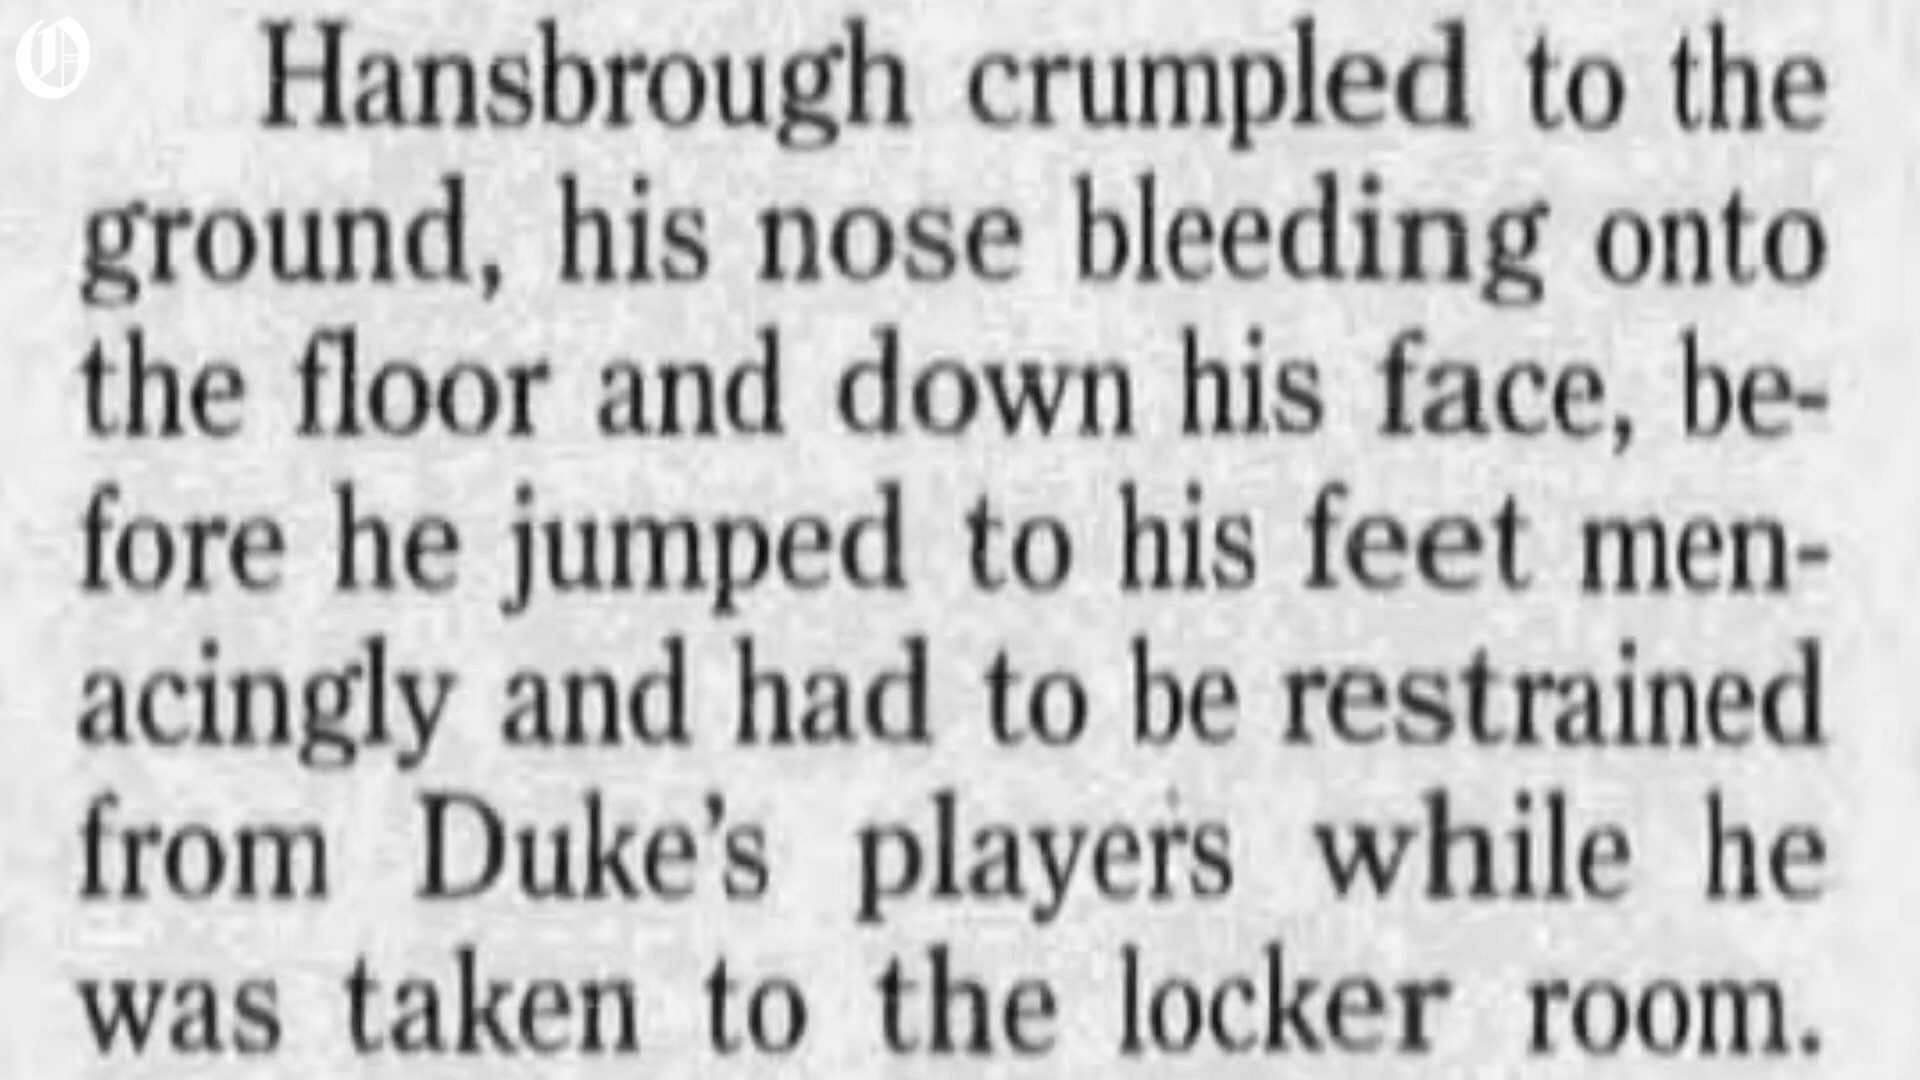 O
Hansbrough crumpled to the
ground, his nose bleeding onto
the floor and down his face, be-
fore he jumped to his feet men-
acingly and had to be restrained
from Duke's players while he
was taken to the locker room.